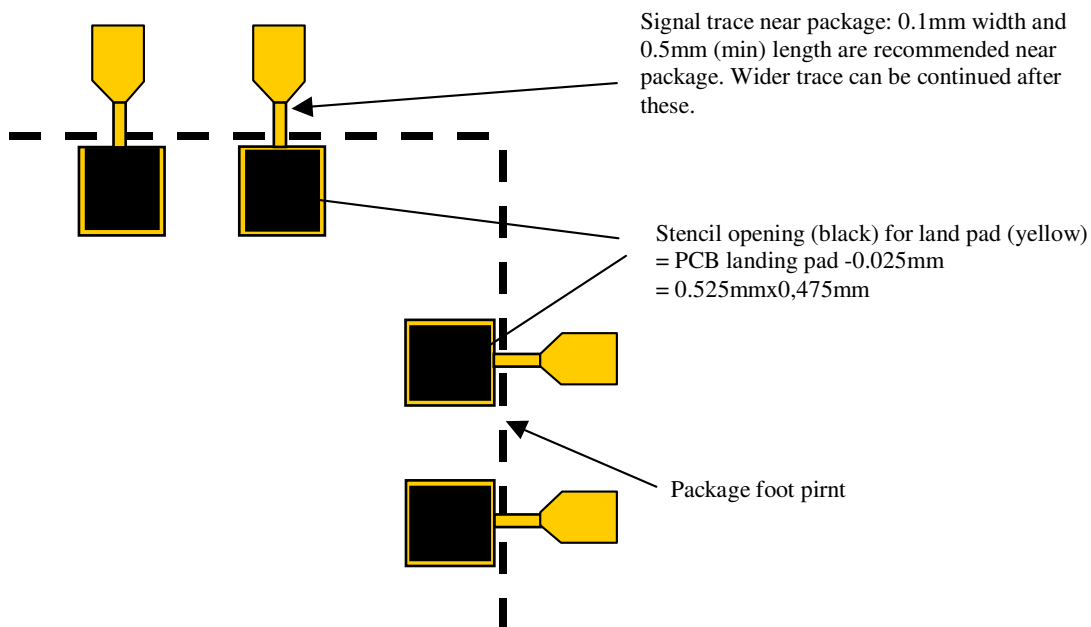 Signal trace near package: 0.1mm width and
0.5mm (min) length are recommended near
package. Wider trace can be continued after
these.
Stencil opening (black) for land pad (yellow)
= PCB landing pad -0.025mm
= 0.525mmx0,475mm
Package foot pirnt